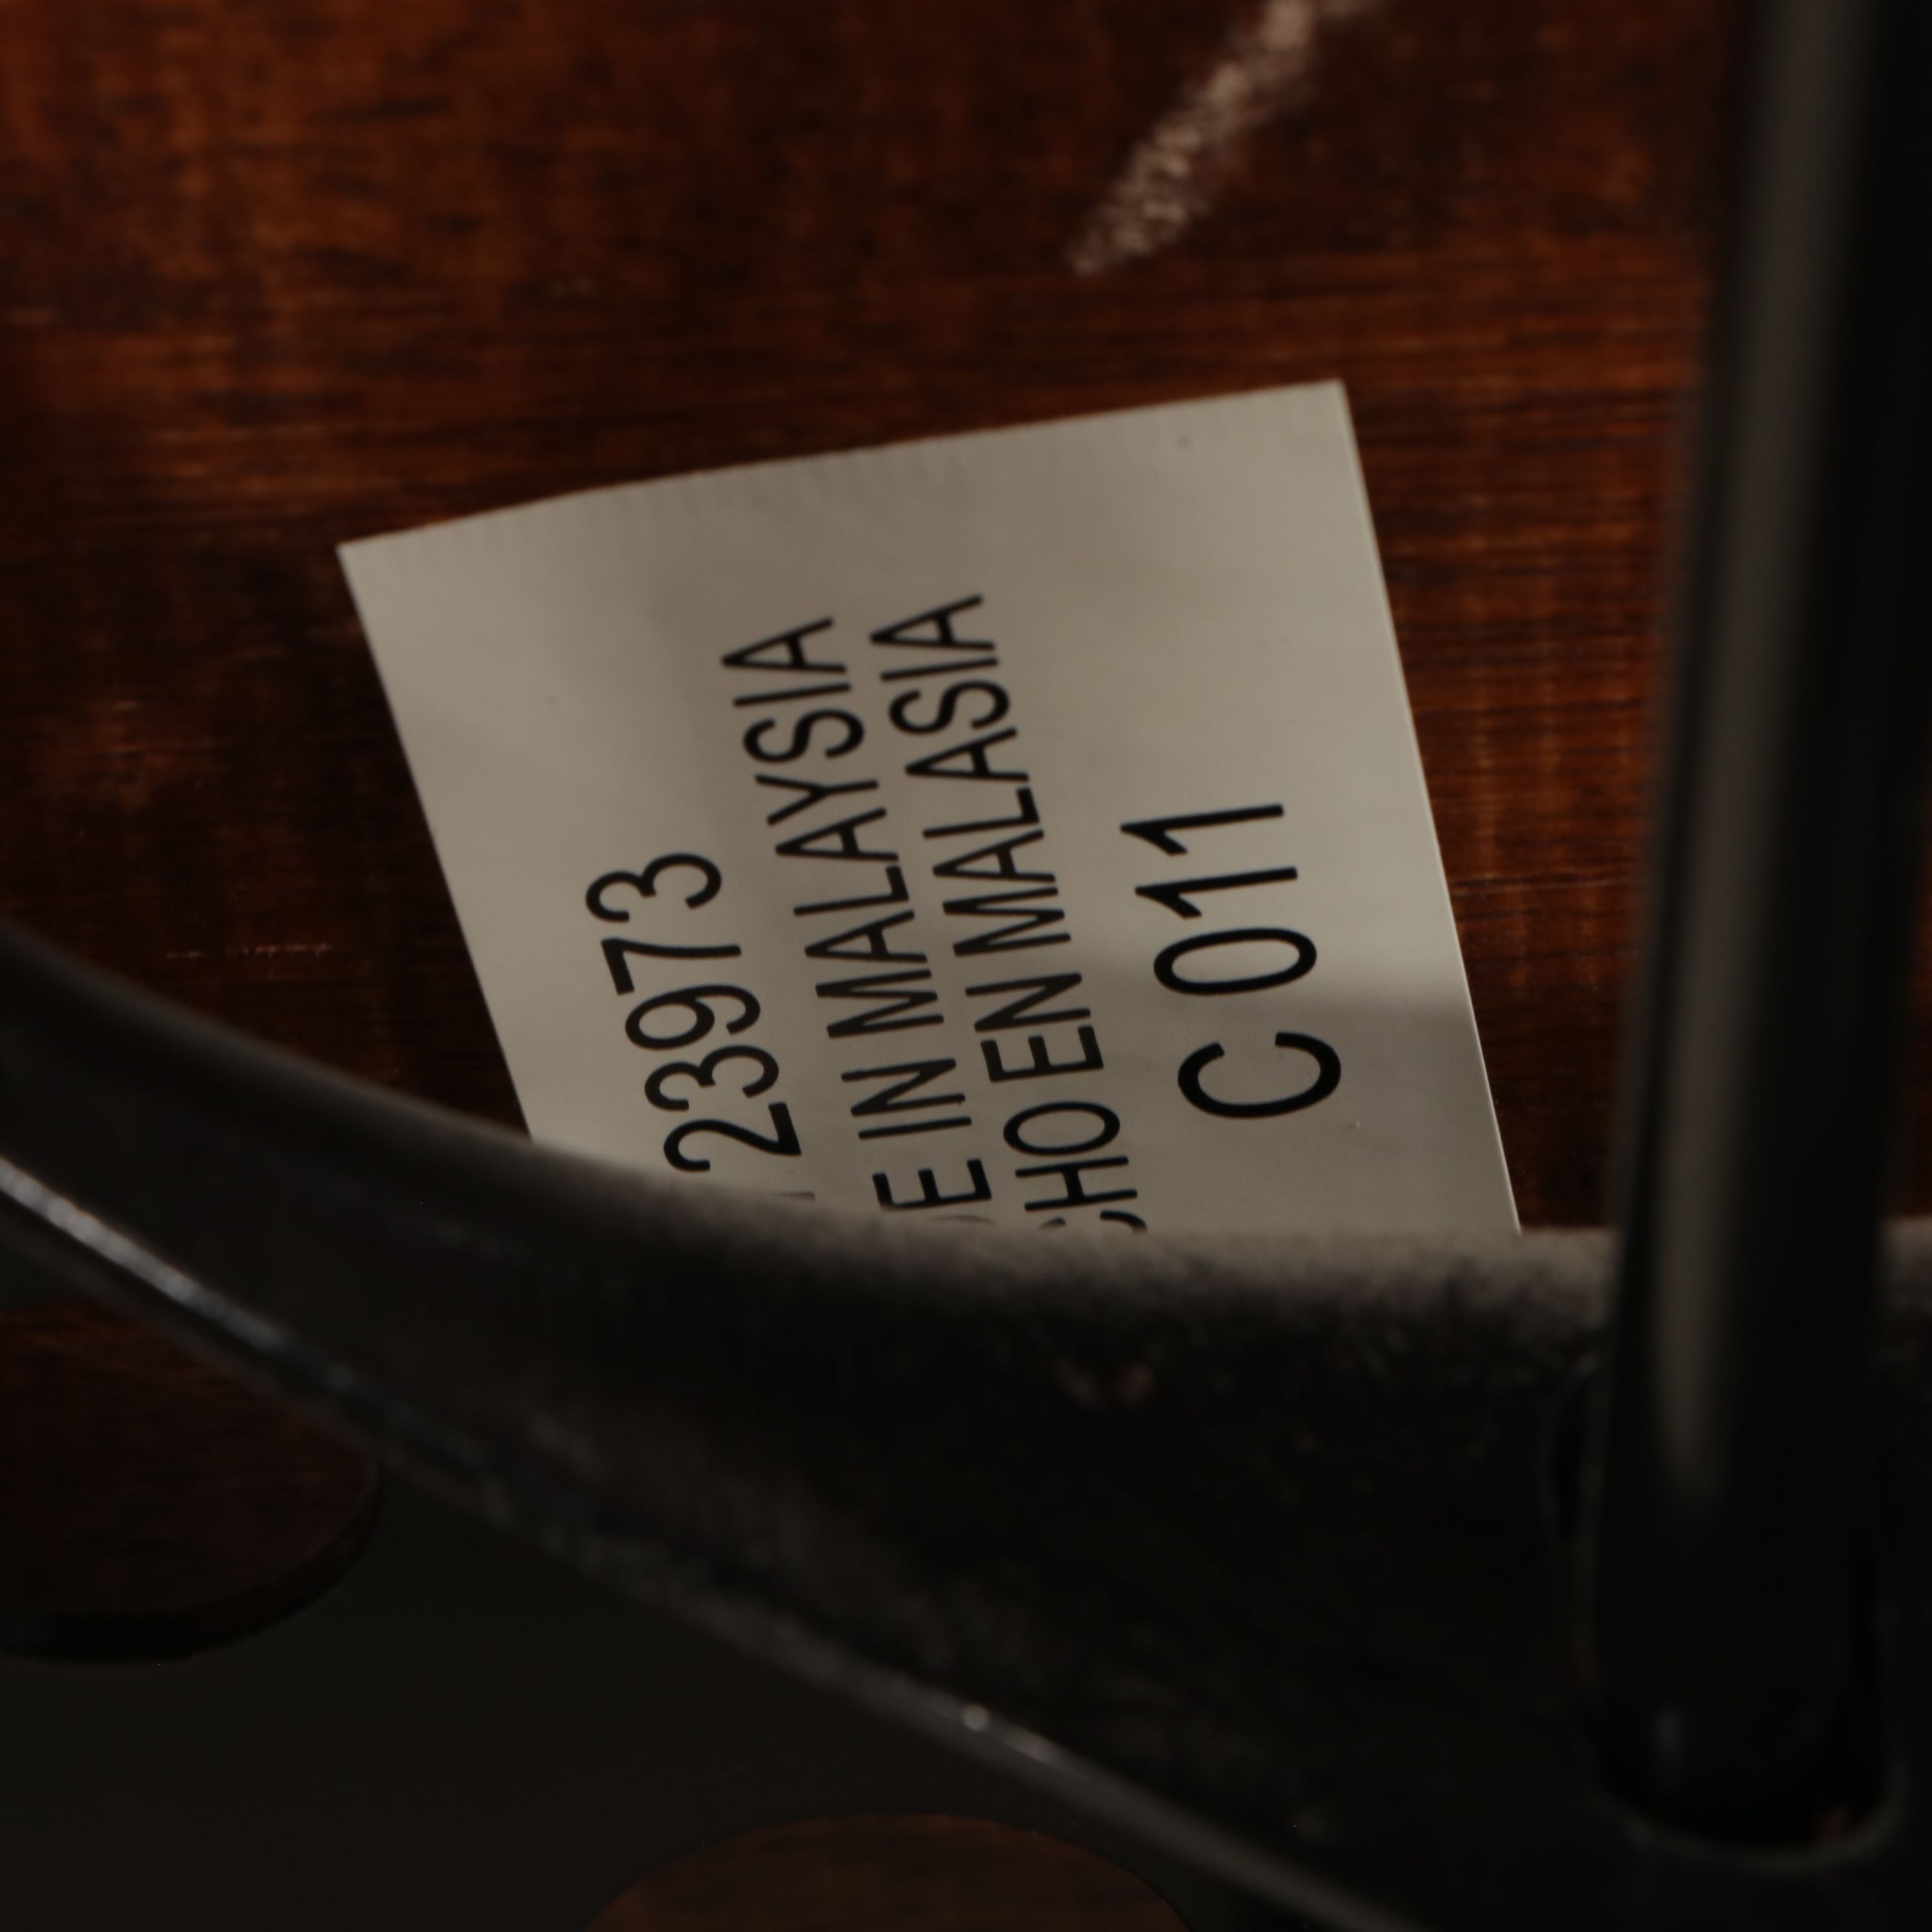 23973
E IN MALAYSIA
CHO EN MALASIA
C 011